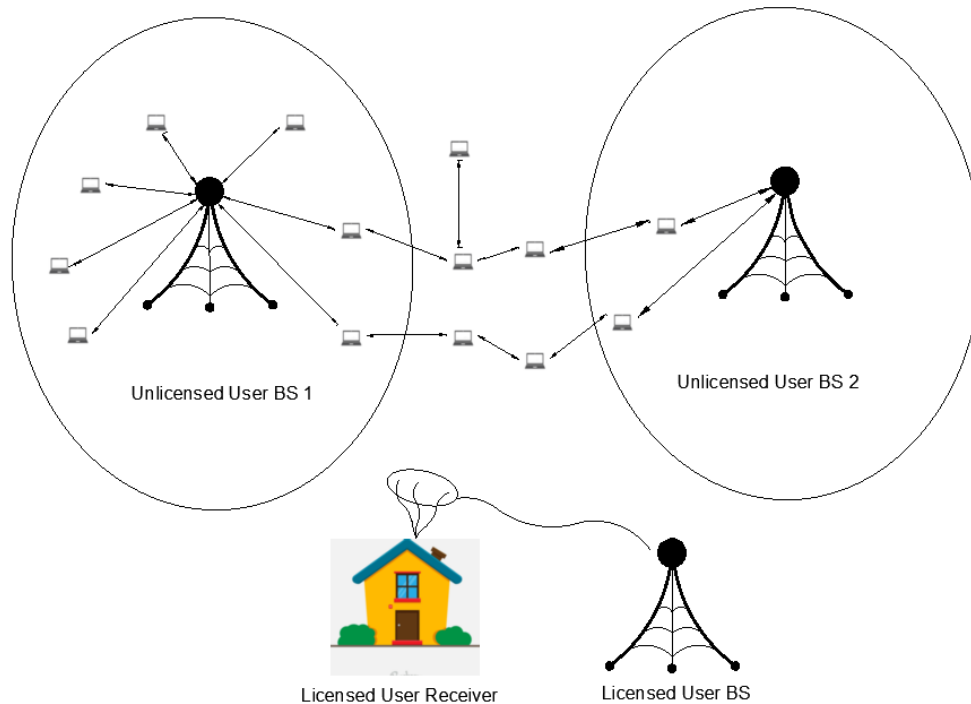 Unlicensed User BS 1
Unlicensed User BS 2
Licensed User Receiver
Licensed User BS